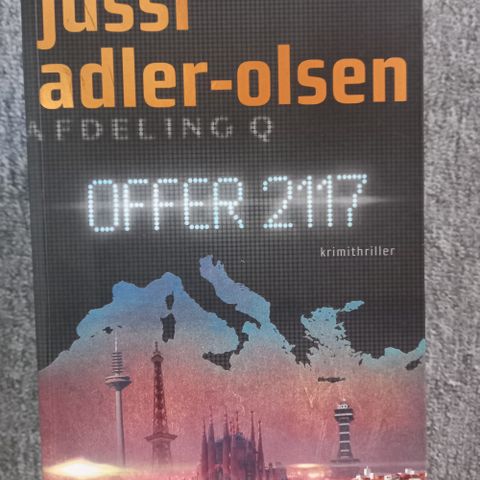 jussi
adler-olsen
AFDELING Q
OFFER 2117
krimithriller